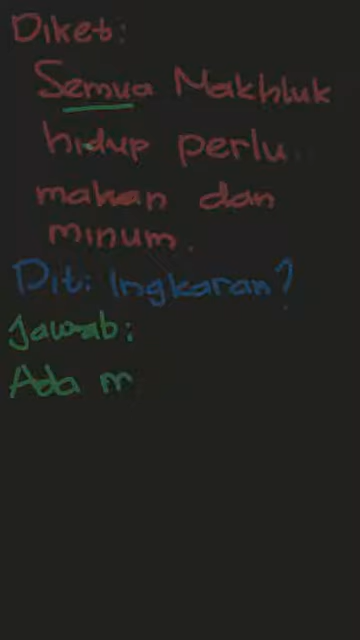 Diket:
Semua Makhluk
hidup perlu
makan dan
minum.
Dit: Ingkaran?
Jawab:
Ada m